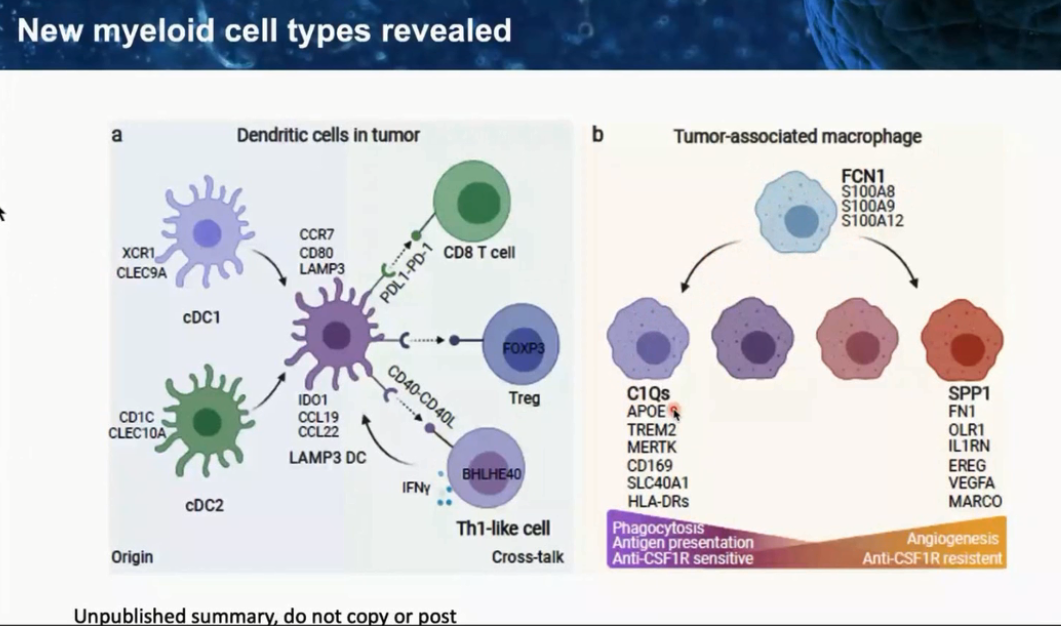 New myeloid cell types revealed
a
Dendritic cells in tumor
XCR1
CLEC9A
cDC1
CD1C
CLEC10A
cDC2
Origin
CCR7
CD80
LAMP3
IDO1
CCL19
CCL22
LAMP3 DC
PDL1-PD-1
CD8 T cell
FOXP3
Treg
CD40-CD40L
IFNγ
BHLHE40
Th1-like cell
Cross-talk
b
Tumor-associated macrophage
FCN1
S100A8
S100A9
S100A12
C1Qs
APOE
TREM2
MERTK
CD169
SLC40A1
HLA-DRs
SPP1
FN1
OLR1
IL1RN
EREG
VEGFA
MARCO
Phagocytosis
Antigen presentation
Anti-CSF1R sensitive
Angiogenesis
Anti-CSF1R resistent
Unpublished summary, do not copy or post